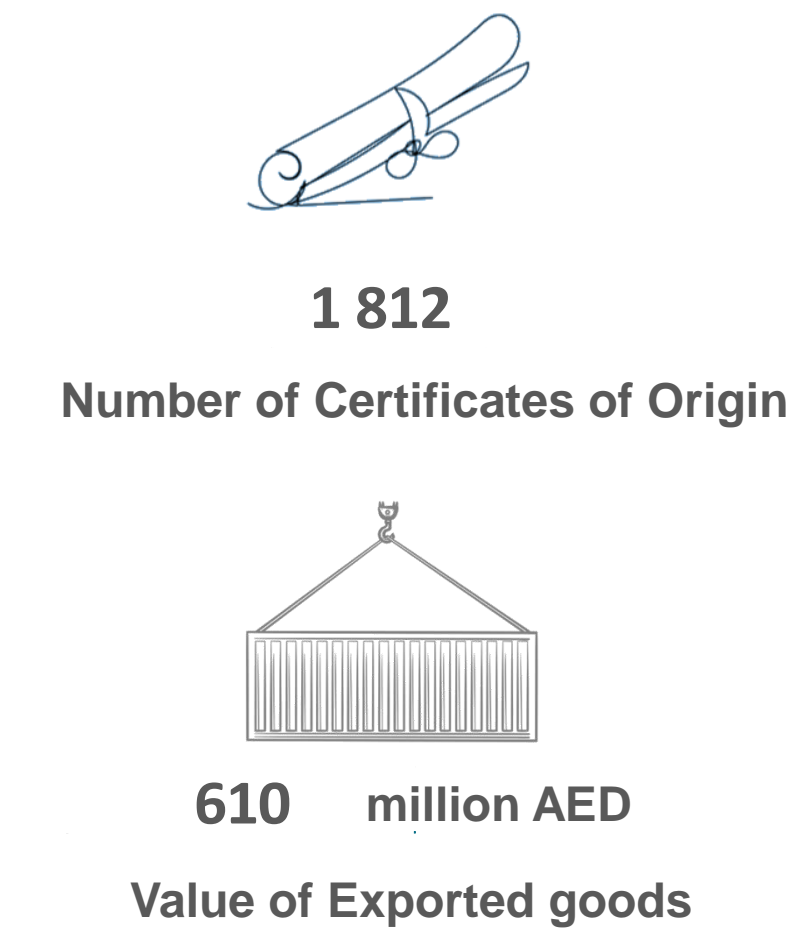 1 812
Number of Certificates of Origin
610 million AED
Value of Exported goods